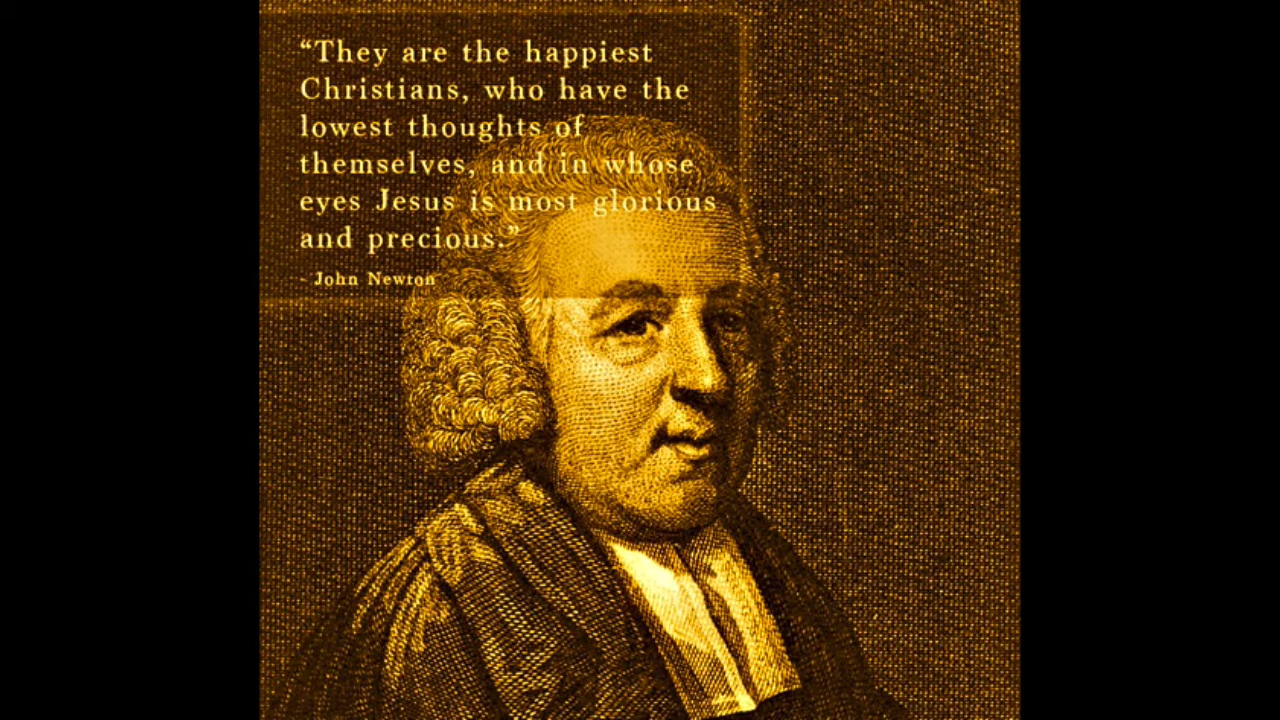 “They are the happiest
Christians, who have the
lowest thoughts of
themselves, and in whose
eyes Jesus is most glorious
and precious.”
- John Newton